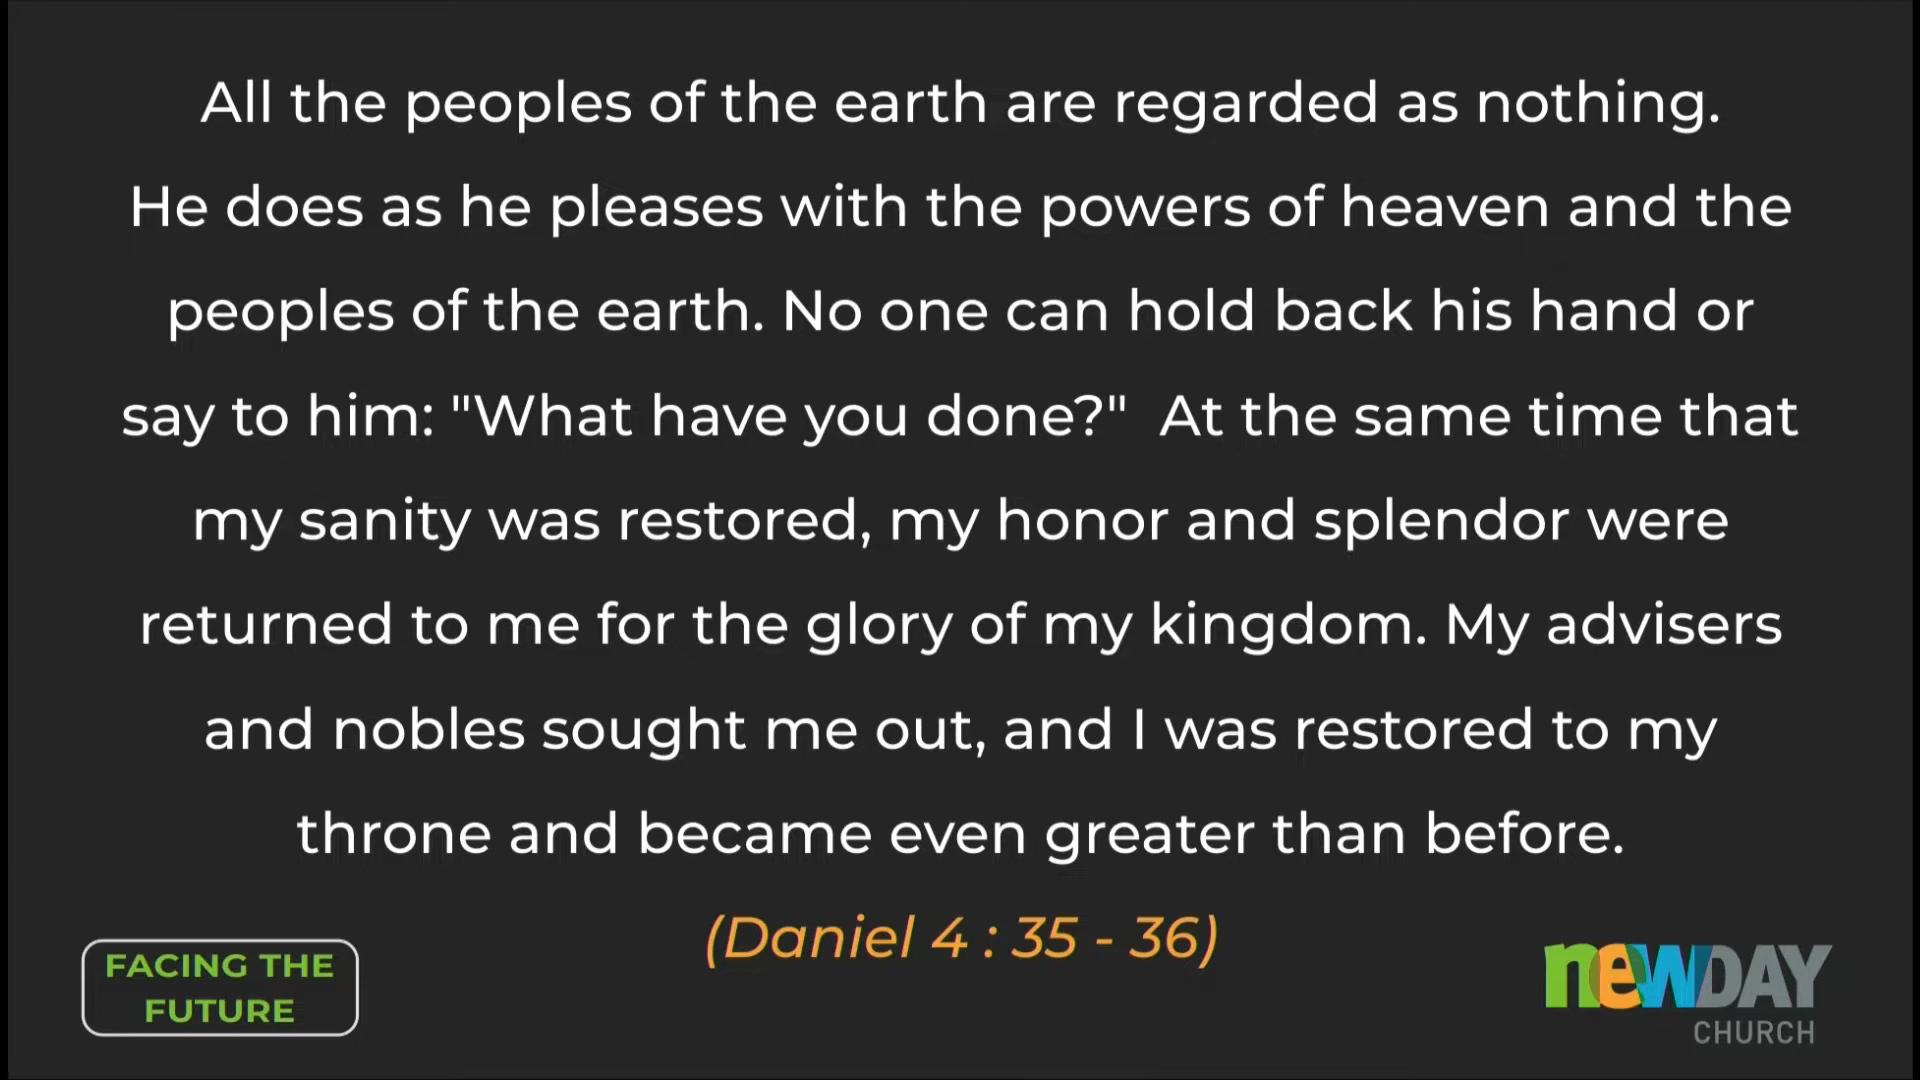 All the peoples of the earth are regarded as nothing.
He does as he pleases with the powers of heaven and the
peoples of the earth. No one can hold back his hand or
say to him: "What have you done?"  At the same time that
my sanity was restored, my honor and splendor were
returned to me for the glory of my kingdom. My advisers
and nobles sought me out, and I was restored to my
throne and became even greater than before.
(Daniel 4 : 35 - 36)
FACING THE
FUTURE
newDAY
CHURCH